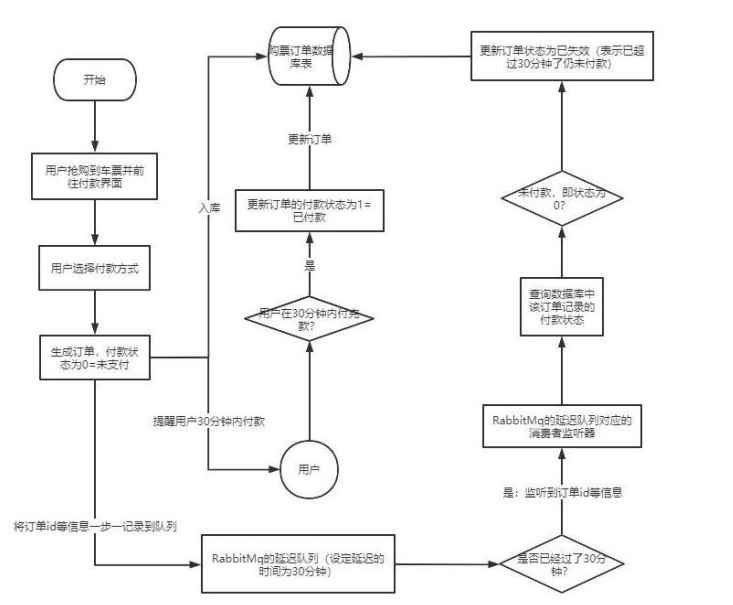 开始
用户抢购到车票并前
往付款界面
用户选择付款方式
生成订单，付款状
态为0=未支付
将订单id等信息一步一记录到队列
入库
提醒用户30分钟内付款
购票订单数据
库表
更新订单
更新订单的付款状态为1=
已付款
是
用户在30分钟内付完
款?
用户
RabbitMq的延迟队列（设定延迟的
时间为30分钟）
更新订单状态为已失效（表示已超
过30分钟了仍未付款）
未付款，即状态为
0?
查询数据库中
该订单记录的
付款状态
RabbitMq的延迟队列对应的
消费者监听器
是：监听到订单id等信息
是否已经过了30分
钟?